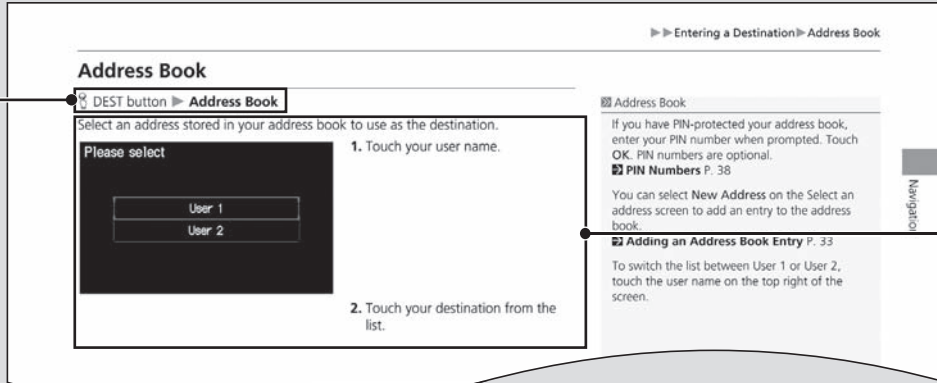 ▶▶Entering a Destination▶Address Book
Address Book
DEST button ▶ Address Book
Select an address stored in your address book to use as the destination.
Please select
User 1
User 2
1. Touch your user name.
2. Touch your destination from the
list.
Address Book
If you have PIN-protected your address book,
enter your PIN number when prompted. Touch
OK. PIN numbers are optional.
PIN Numbers P. 38
You can select New Address on the Select an
address screen to add an entry to the address
book.
Adding an Address Book Entry P. 33
To switch the list between User 1 or User 2,
touch the user name on the top right of the
screen.
Navigation